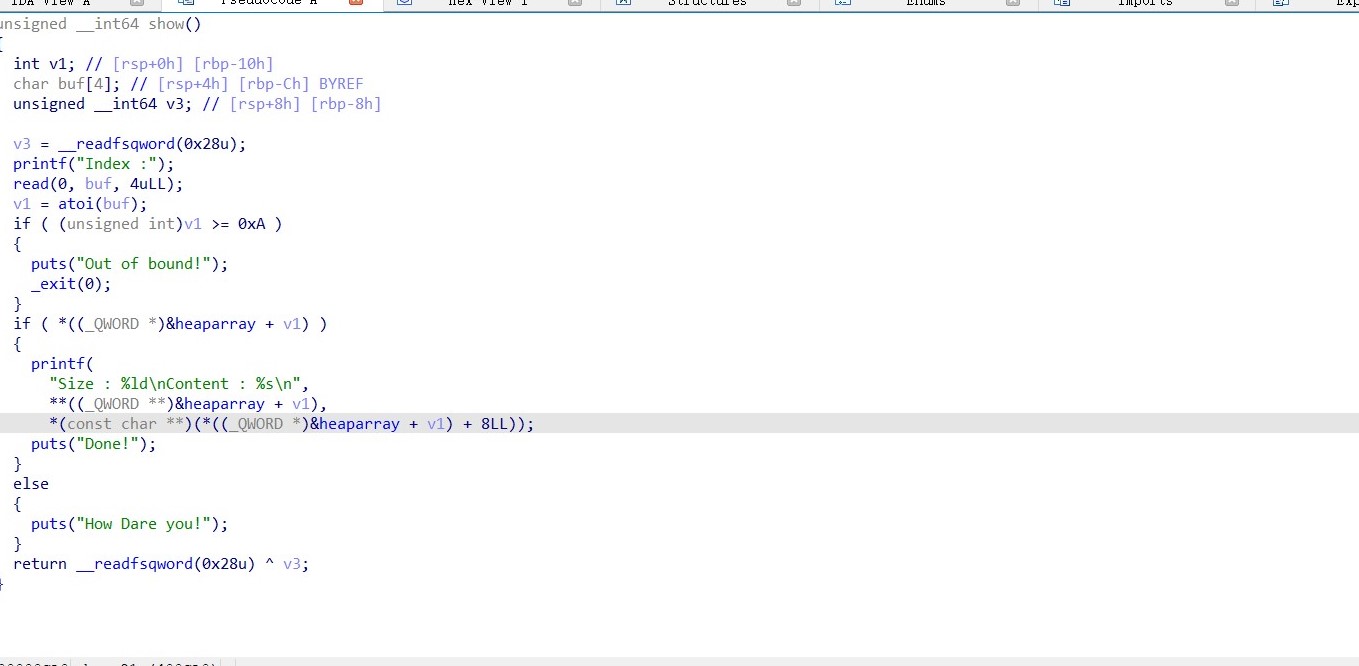 IDA View A Pseudocode A Hex View 1 Structures Enums Imports
unsigned __int64 show()
{
int v1; // [rsp+0h] [rbp-10h]
char buf[4]; // [rsp+4h] [rbp-Ch] BYREF
unsigned __int64 v3; // [rsp+8h] [rbp-8h]
v3 = __readfsqword(0x28u);
printf("Index :");
read(0, buf, 4uLL);
v1 = atoi(buf);
if ( (unsigned int)v1 >= 0xA )
{
puts("Out of bound!");
_exit(0);
}
if ( *((_QWORD *)&heaparray + v1) )
{
printf(
"Size : %ld\nContent : %s\n",
**((_QWORD **)&heaparray + v1),
*(const char **)(*((_QWORD *)&heaparray + v1) + 8LL));
puts("Done!");
}
else
{
puts("How Dare you!");
}
return __readfsqword(0x28u) ^ v3;
}